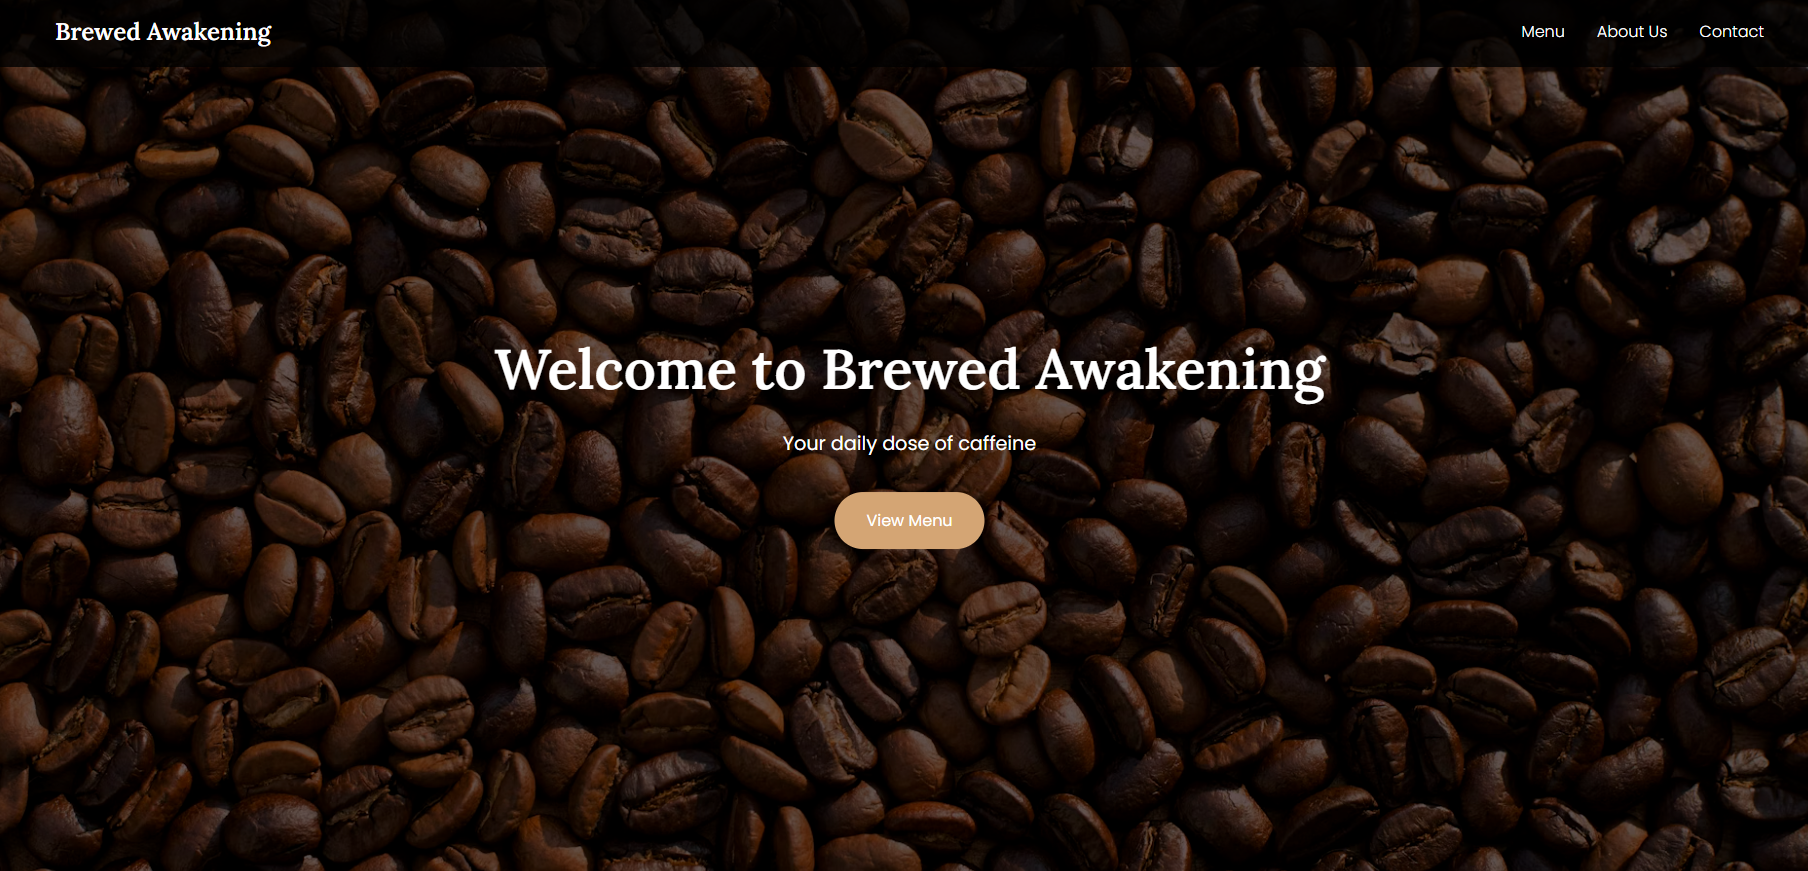 Brewed Awakening
Menu About Us Contact
Welcome to Brewed Awakening
Your daily dose of caffeine
View Menu